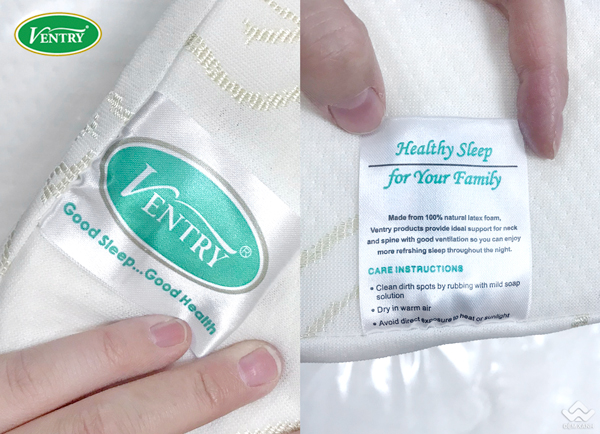 VENTRY
VENTRY®
Good Sleep...Good Health
Healthy Sleep
for Your Family
Made from 100% natural latex foam,
Ventry products provide ideal support for neck
and spine with good ventilation so you can enjoy
more refrshing sleep throughout the night.
CARE INSTRUCTIONS
• Clean dirth spots by rubbing with mild soap
solution
• Dry in warm air
• Avoid direct exposure to heat or sunlight